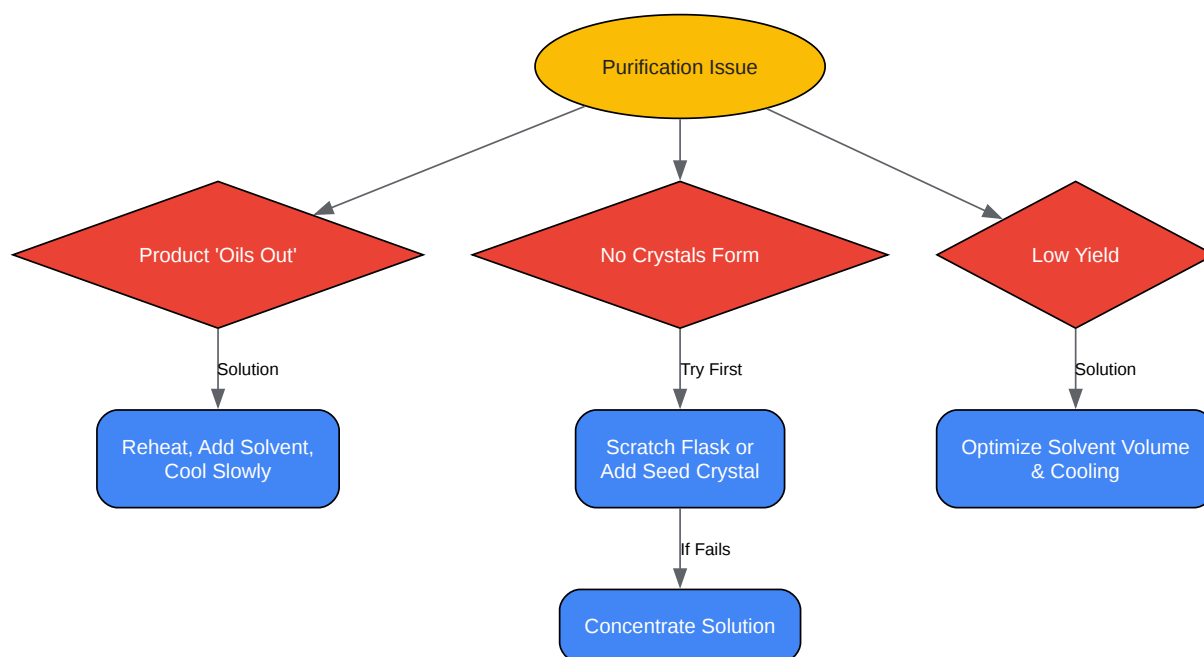 Purification Issue
Product 'Oils Out'
No Crystals Form
Low Yield
Solution
Try First
Solution
Reheat, Add Solvent,
Cool Slowly
Scratch Flask or
Add Seed Crystal
Optimize Solvent Volume
& Cooling
If Fails
Concentrate Solution